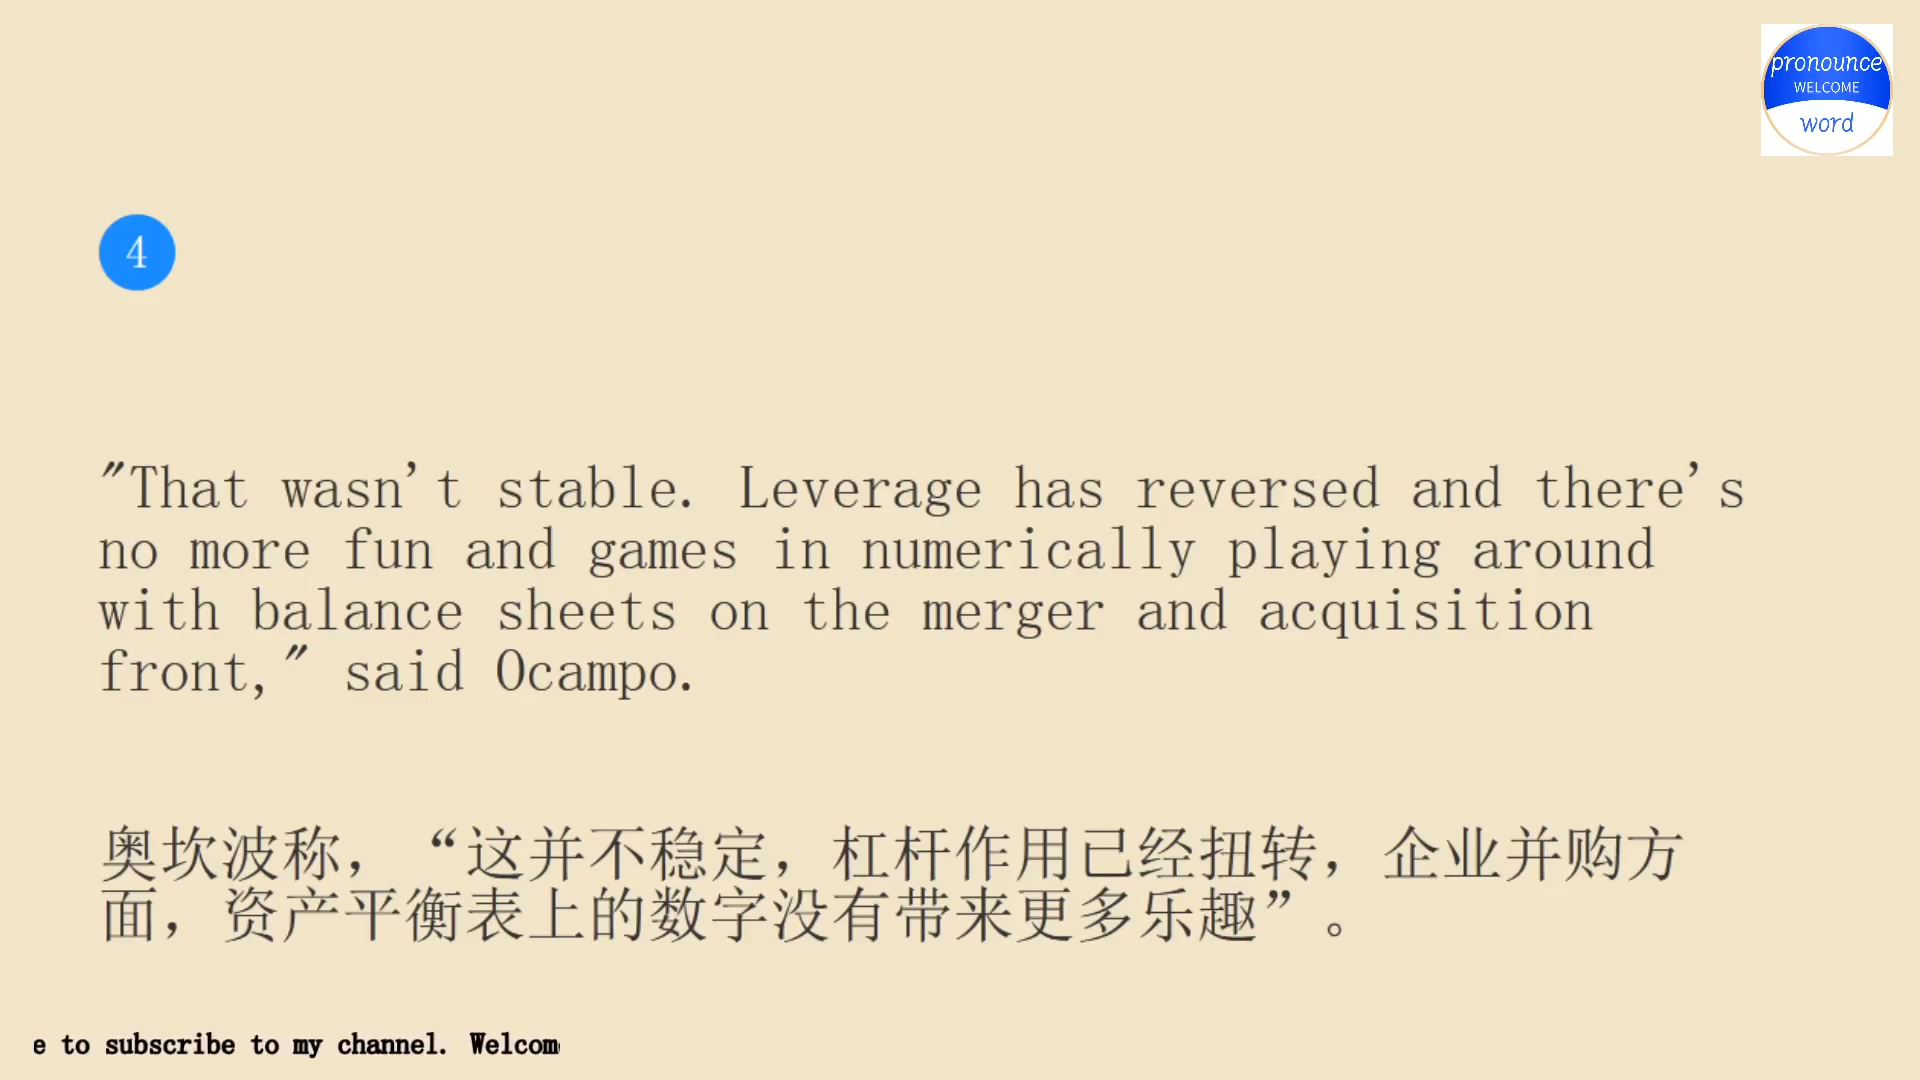 pronounce
WELCOME
word
4
"That wasn't stable. Leverage has reversed and there's
no more fun and games in numerically playing around
with balance sheets on the merger and acquisition
front," said Ocampo.
奥坎波称，“这并不稳定，杠杆作用已经扭转，企业并购方
面，资产平衡表上的数字没有带来更多乐趣”。
e to subscribe to my channel. Welcom